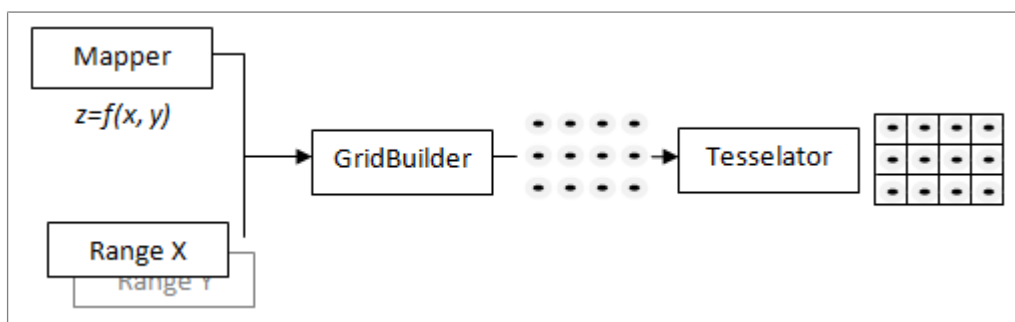 Mapper
z=f(x, y)
GridBuilder
Tesselator
Range X
Range Y